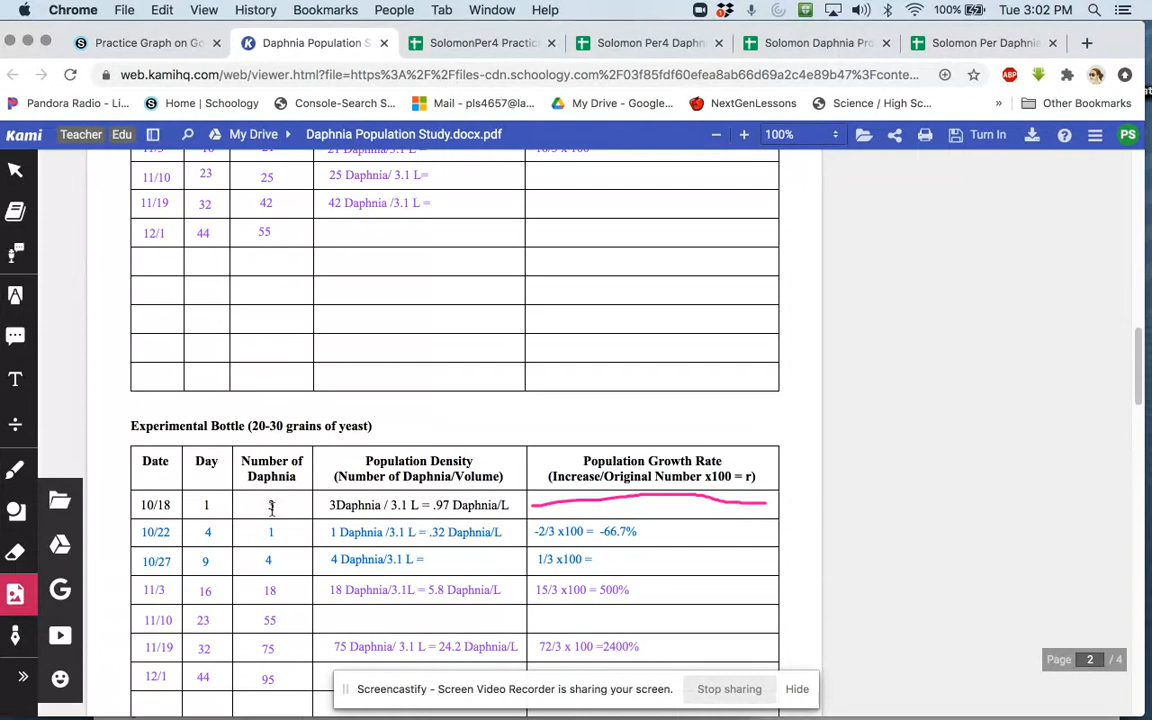 Chrome File Edit View History Bookmarks People Tab Window Help 100% Tue 3:02 PM
Practice Graph on Go Daphnia Population S SolomonPer4 Practic Solomon Per4 Daphn Solomon Daphnia Pro Solomon Per Daphnie
web.kamihq.com/web/viewer.html?file=https%3A%2F%2Ffiles-cdn.schoology.com%2F03f85fdf60efea8ab66d69a2c4e89b47%3Fconte...
Pandora Radio - Li... Home | Schoology Console-Search S... Mail - pls4657@la... My Drive - Google... NextGenLessons Science / High Sc... » Other Bookmarks
Kami Teacher Edu My Drive Daphnia Population Study.docx.pdf 100% Turn In PS
11/10 23 25 25 Daphnia/ 3.1 L=
11/19 32 42 42 Daphnia /3.1 L =
12/1 44 55
Experimental Bottle (20-30 grains of yeast)
Date Day Number of Daphnia Population Density (Number of Daphnia/Volume) Population Growth Rate (Increase/Original Number x100 = r)
10/18 1 3 3Daphnia / 3.1 L = .97 Daphnia/L
10/22 4 1 1 Daphnia /3.1 L = .32 Daphnia/L -2/3 x100 = -66.7%
10/27 9 4 4 Daphnia/3.1 L = 1/3 x100 =
11/3 16 18 18 Daphnia/3.1L = 5.8 Daphnia/L 15/3 x100 = 500%
11/10 23 55
11/19 32 75 75 Daphnia/ 3.1 L = 24.2 Daphnia/L 72/3 x 100 =2400%
12/1 44 95
Page 2 / 4
Screencastify - Screen Video Recorder is sharing your screen. Stop sharing Hide